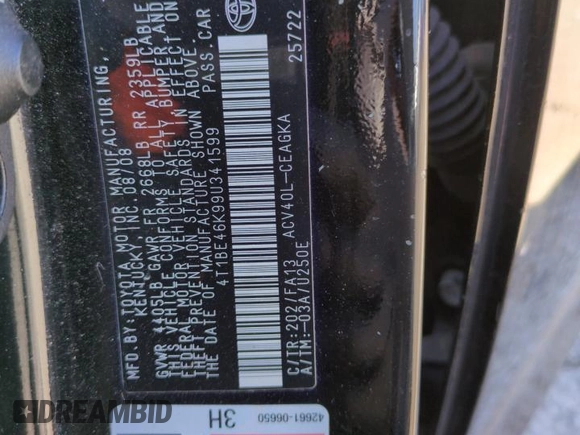 MFD.BY:TOYOTA MOTOR MANUFACTURING,
KENTUCKY, INC. 09/08
GVWR 4405LB GAWR FR 2668LB RR 2359LB
THIS VEHICLE CONFORMS TO ALL APPLICABLE
FEDERAL MOTOR VEHICLE SAFETY, BUMPER AND
THEFT PREVENTION STANDARDS IN EFFECT ON
THE DATE OF MANUFACTURE SHOWN ABOVE.
4T1BE46K99U341599 PASS. CAR
C/TR:202/FA13 ACV40L-CEAGKA
A/TM:-03A/U250E 25722
42661-06650
3H
DREAMBID